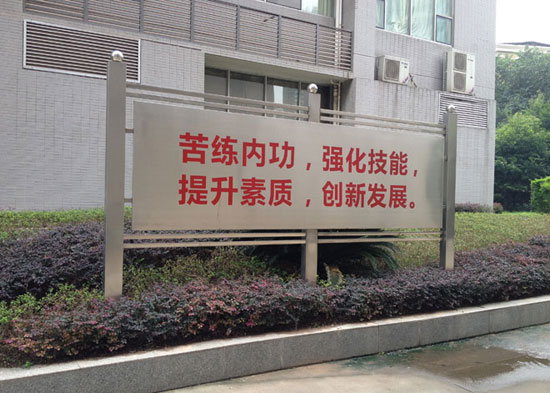 苦练内功，强化技能，
提升素质，创新发展。